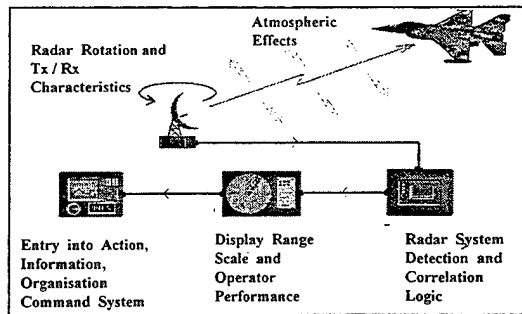 Atmospheric
Effects
Radar Rotation and
Tx / Rx
Characteristics
Entry into Action,
Information,
Organisation
Command System
Display Range
Scale and
Operator
Performance
Radar System
Detection and
Correlation
Logic